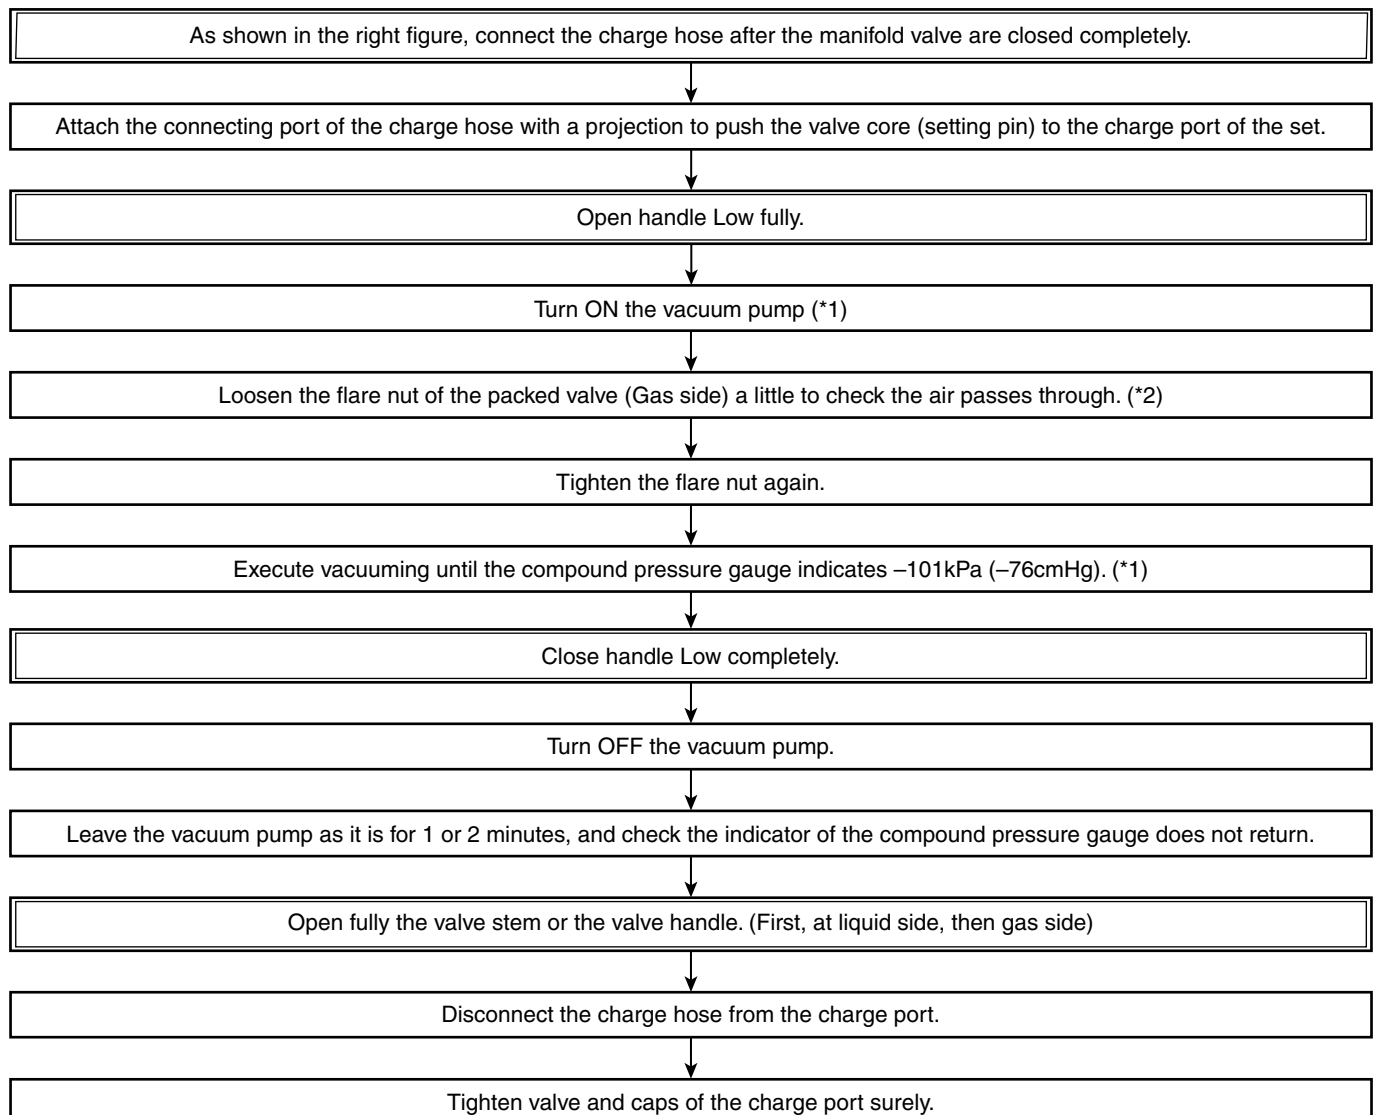 As shown in the right figure, connect the charge hose after the manifold valve are closed completely.
Attach the connecting port of the charge hose with a projection to push the valve core (setting pin) to the charge port of the set.
Open handle Low fully.
Turn ON the vacuum pump (*1)
Loosen the flare nut of the packed valve (Gas side) a little to check the air passes through. (*2)
Tighten the flare nut again.
Execute vacuuming until the compound pressure gauge indicates –101kPa (–76cmHg). (*1)
Close handle Low completely.
Turn OFF the vacuum pump.
Leave the vacuum pump as it is for 1 or 2 minutes, and check the indicator of the compound pressure gauge does not return.
Open fully the valve stem or the valve handle. (First, at liquid side, then gas side)
Disconnect the charge hose from the charge port.
Tighten valve and caps of the charge port surely.